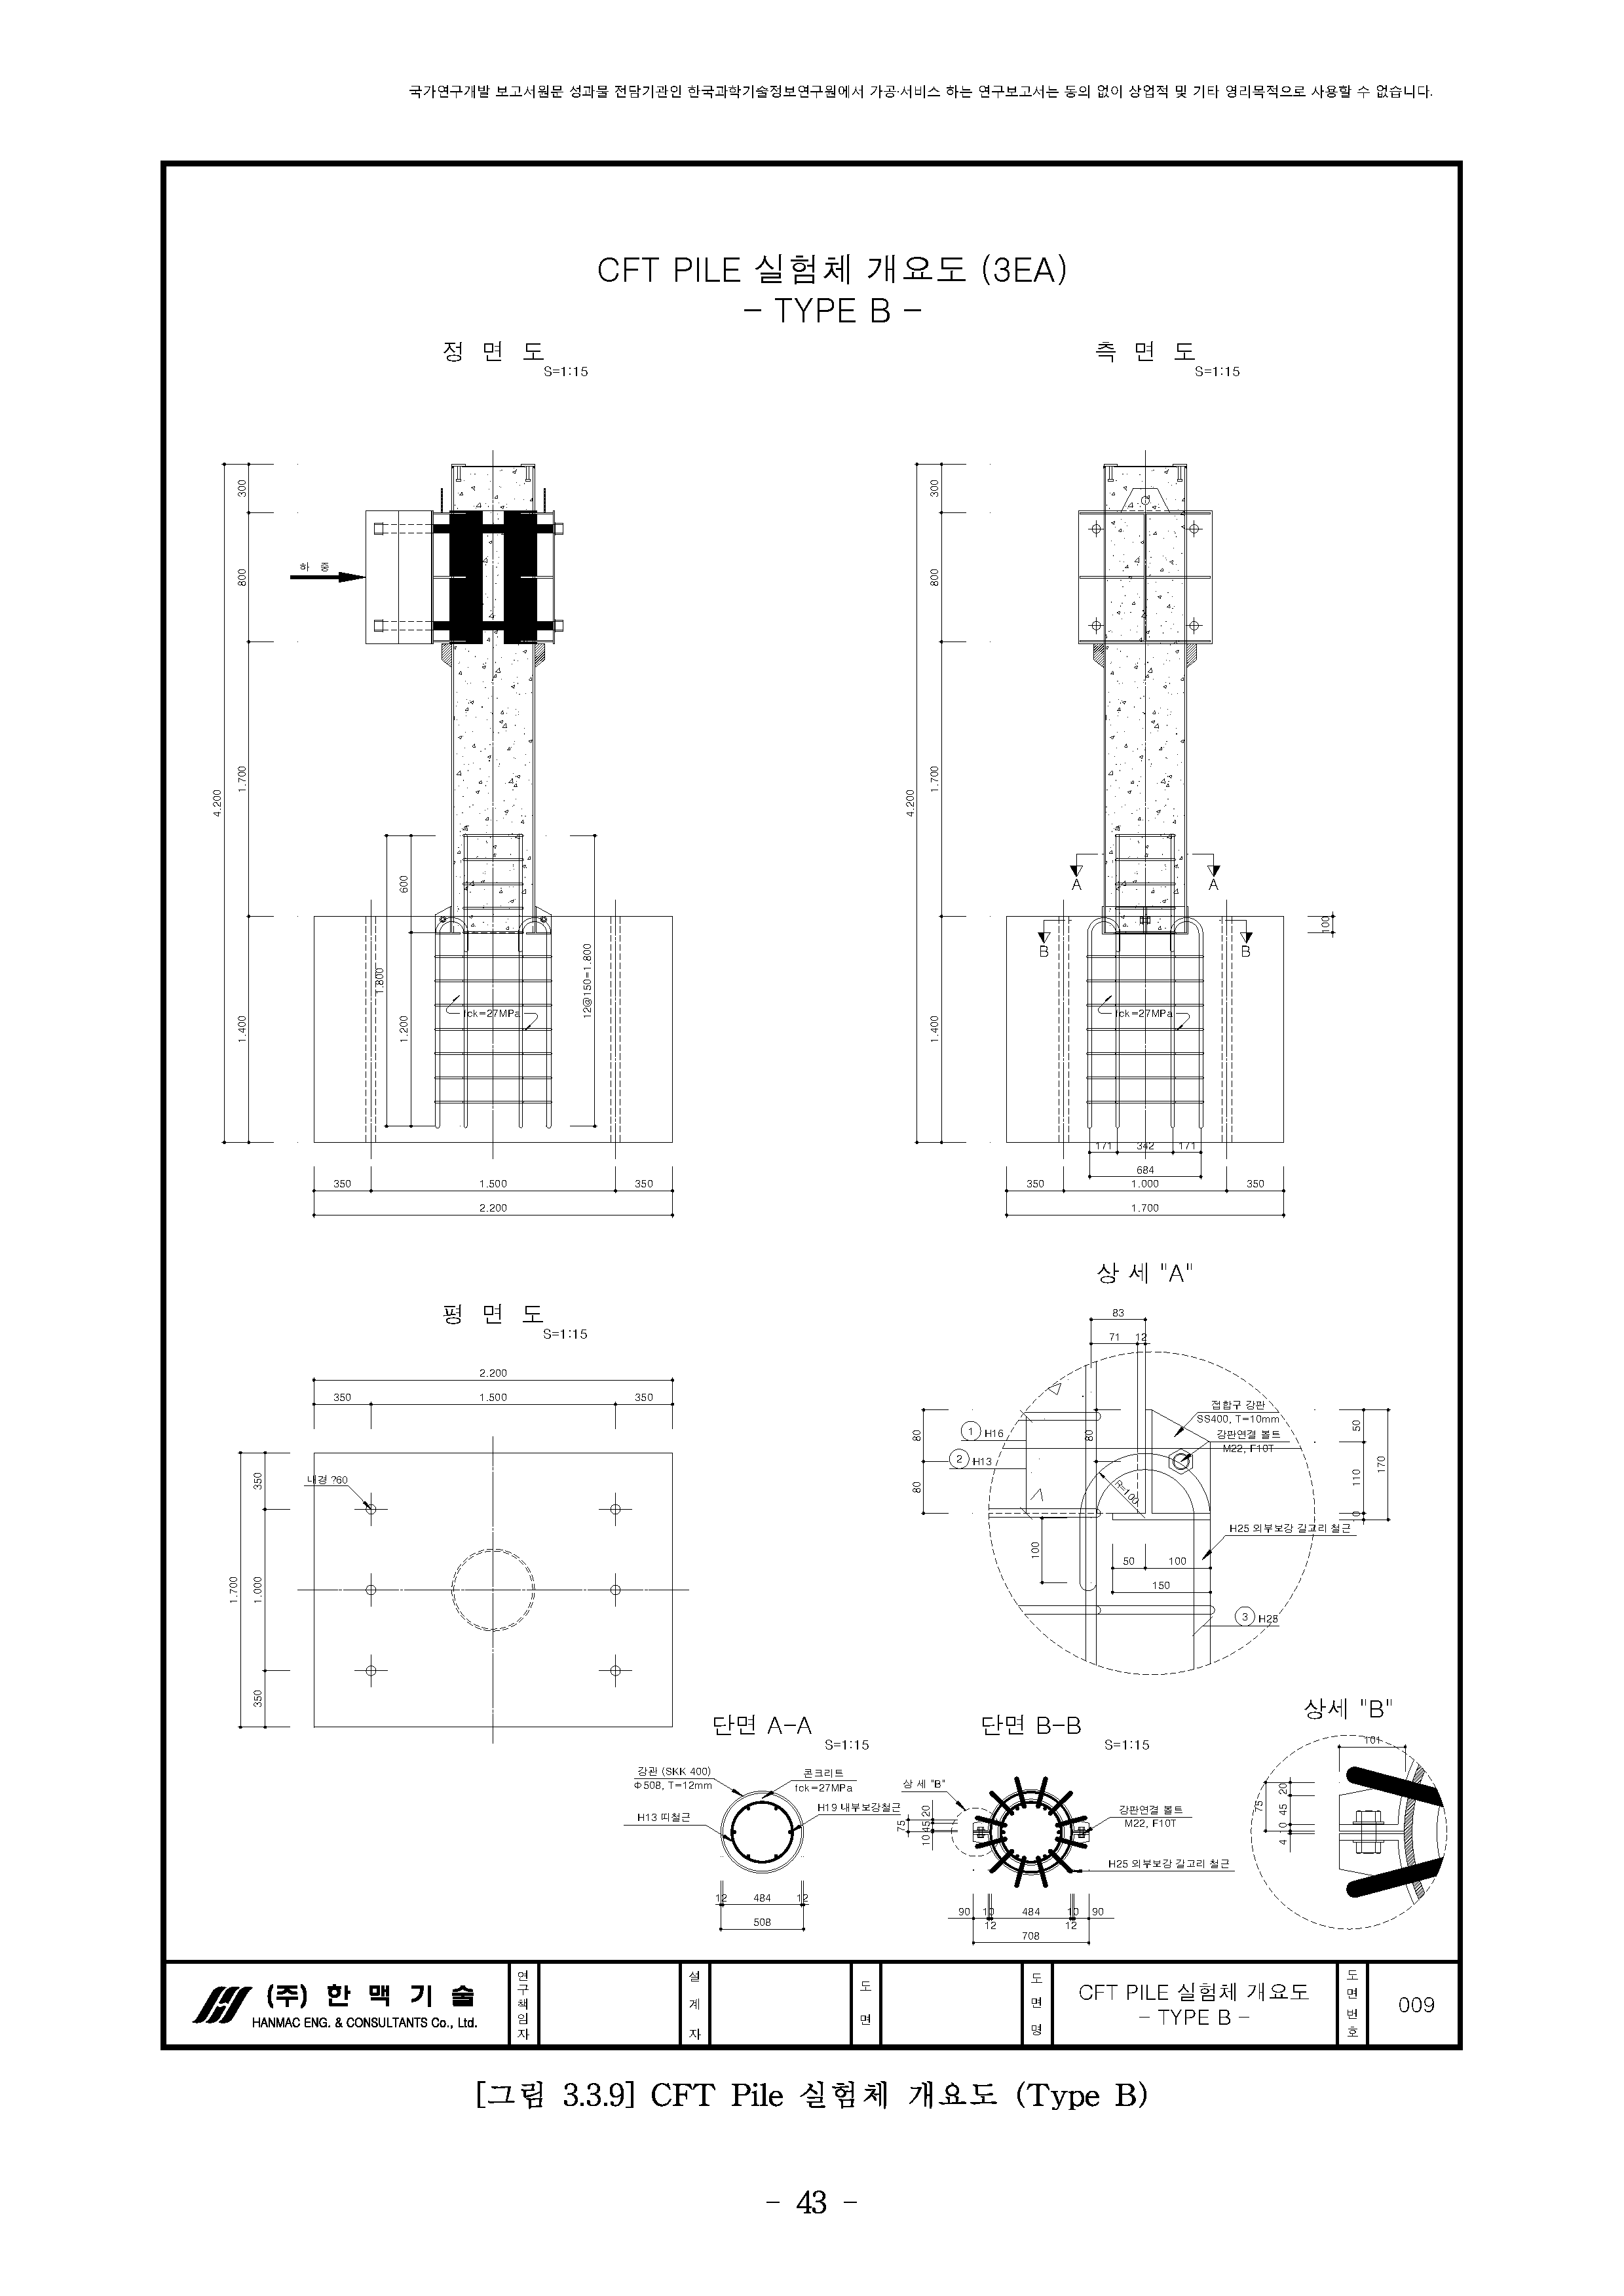 국가연구개발 보고서원문 성과물 전담기관인 한국과학기술정보연구원에서 가공·서비스 하는 연구보고서는 동의 없이 상업적 및 기타 영리목적으로 사용할 수 없습니다.
CFT PILE 실험체 개요도 (3EA)
- TYPE B -
정 면 도
S=1:15
측 면 도
S=1:15
300
800
1.700
4.200
1.400
하 중
600
1.800
1.200
12@150=1.800
fck=27MPa
350
1.500
350
2.200
300
800
1.700
4.200
1.400
A
A
B
B
100
fck=27MPa
171
342
171
684
350
1.000
350
1.700
평 면 도
S=1:15
2.200
350
1.500
350
내경 ?60
350
1.000
1.700
350
상 세 "A"
83
71
12
접합구 강판
SS400, T=10mm
강판연결 볼트
M22, F10T
1 H16
2 H13
80
80
80
R=100
50
110
170
10
H25 외부보강 갈고리 철근
100
50
100
150
3 H28
단면 A-A
S=1:15
강관 (SKK 400)
Φ508, T=12mm
콘크리트
fck=27MPa
H19 내부보강철근
H13 띠철근
12
484
12
508
단면 B-B
S=1:15
상 세 "B"
75
10 45 20
강판연결 볼트
M22, F10T
H25 외부보강 갈고리 철근
90
10
484
10
90
12
12
708
상세 "B"
101
75
20
45
10
4
(주) 한 맥 기 술
HANMAC ENG. & CONSULTANTS Co., Ltd.
연구책임자
설계자
도면
도면명
CFT PILE 실험체 개요도
- TYPE B -
도면번호
009
[그림 3.3.9] CFT Pile 실험체 개요도 (Type B)
- 43 -